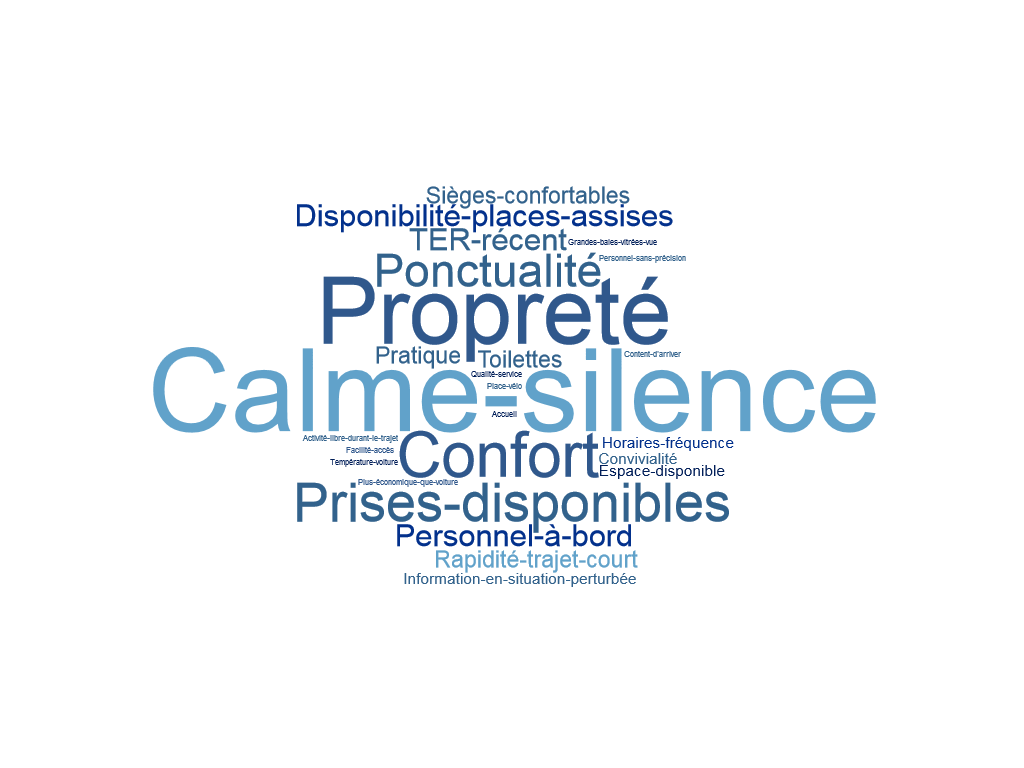 Sièges-confortables
Disponibilité-places-assises
TER-récent
Grandes-baies-vitrées-vue
Personnel-sans-précision
Ponctualité
Propreté
Pratique
Toilettes
Content-d'arriver
Qualité-service
Place-vélo
Calme-silence
Accueil
Activité-libre-durant-le-trajet
Facilité-accès
Température-voiture
Confort
Horaires-fréquence
Convivialité
Espace-disponible
Plus-économique-que-voiture
Prises-disponibles
Personnel-à-bord
Rapidité-trajet-court
Information-en-situation-perturbée